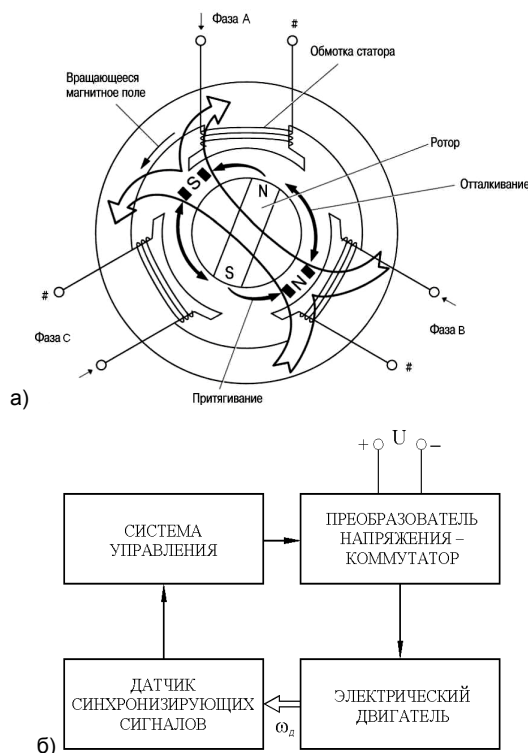 Фаза А
#
Обмотка статора
Вращающееся
магнитное поле
Ротор
N
S
Отталкивание
S
N
#
Фаза В
Фаза С
#
Притягивание
а)
+ U −
СИСТЕМА
УПРАВЛЕНИЯ
ПРЕОБРАЗОВАТЕЛЬ
НАПРЯЖЕНИЯ –
КОММУТАТОР
ДАТЧИК
СИНХРОНИЗИРУЮЩИХ
СИГНАЛОВ
ω д
ЭЛЕКТРИЧЕСКИЙ
ДВИГАТЕЛЬ
б)